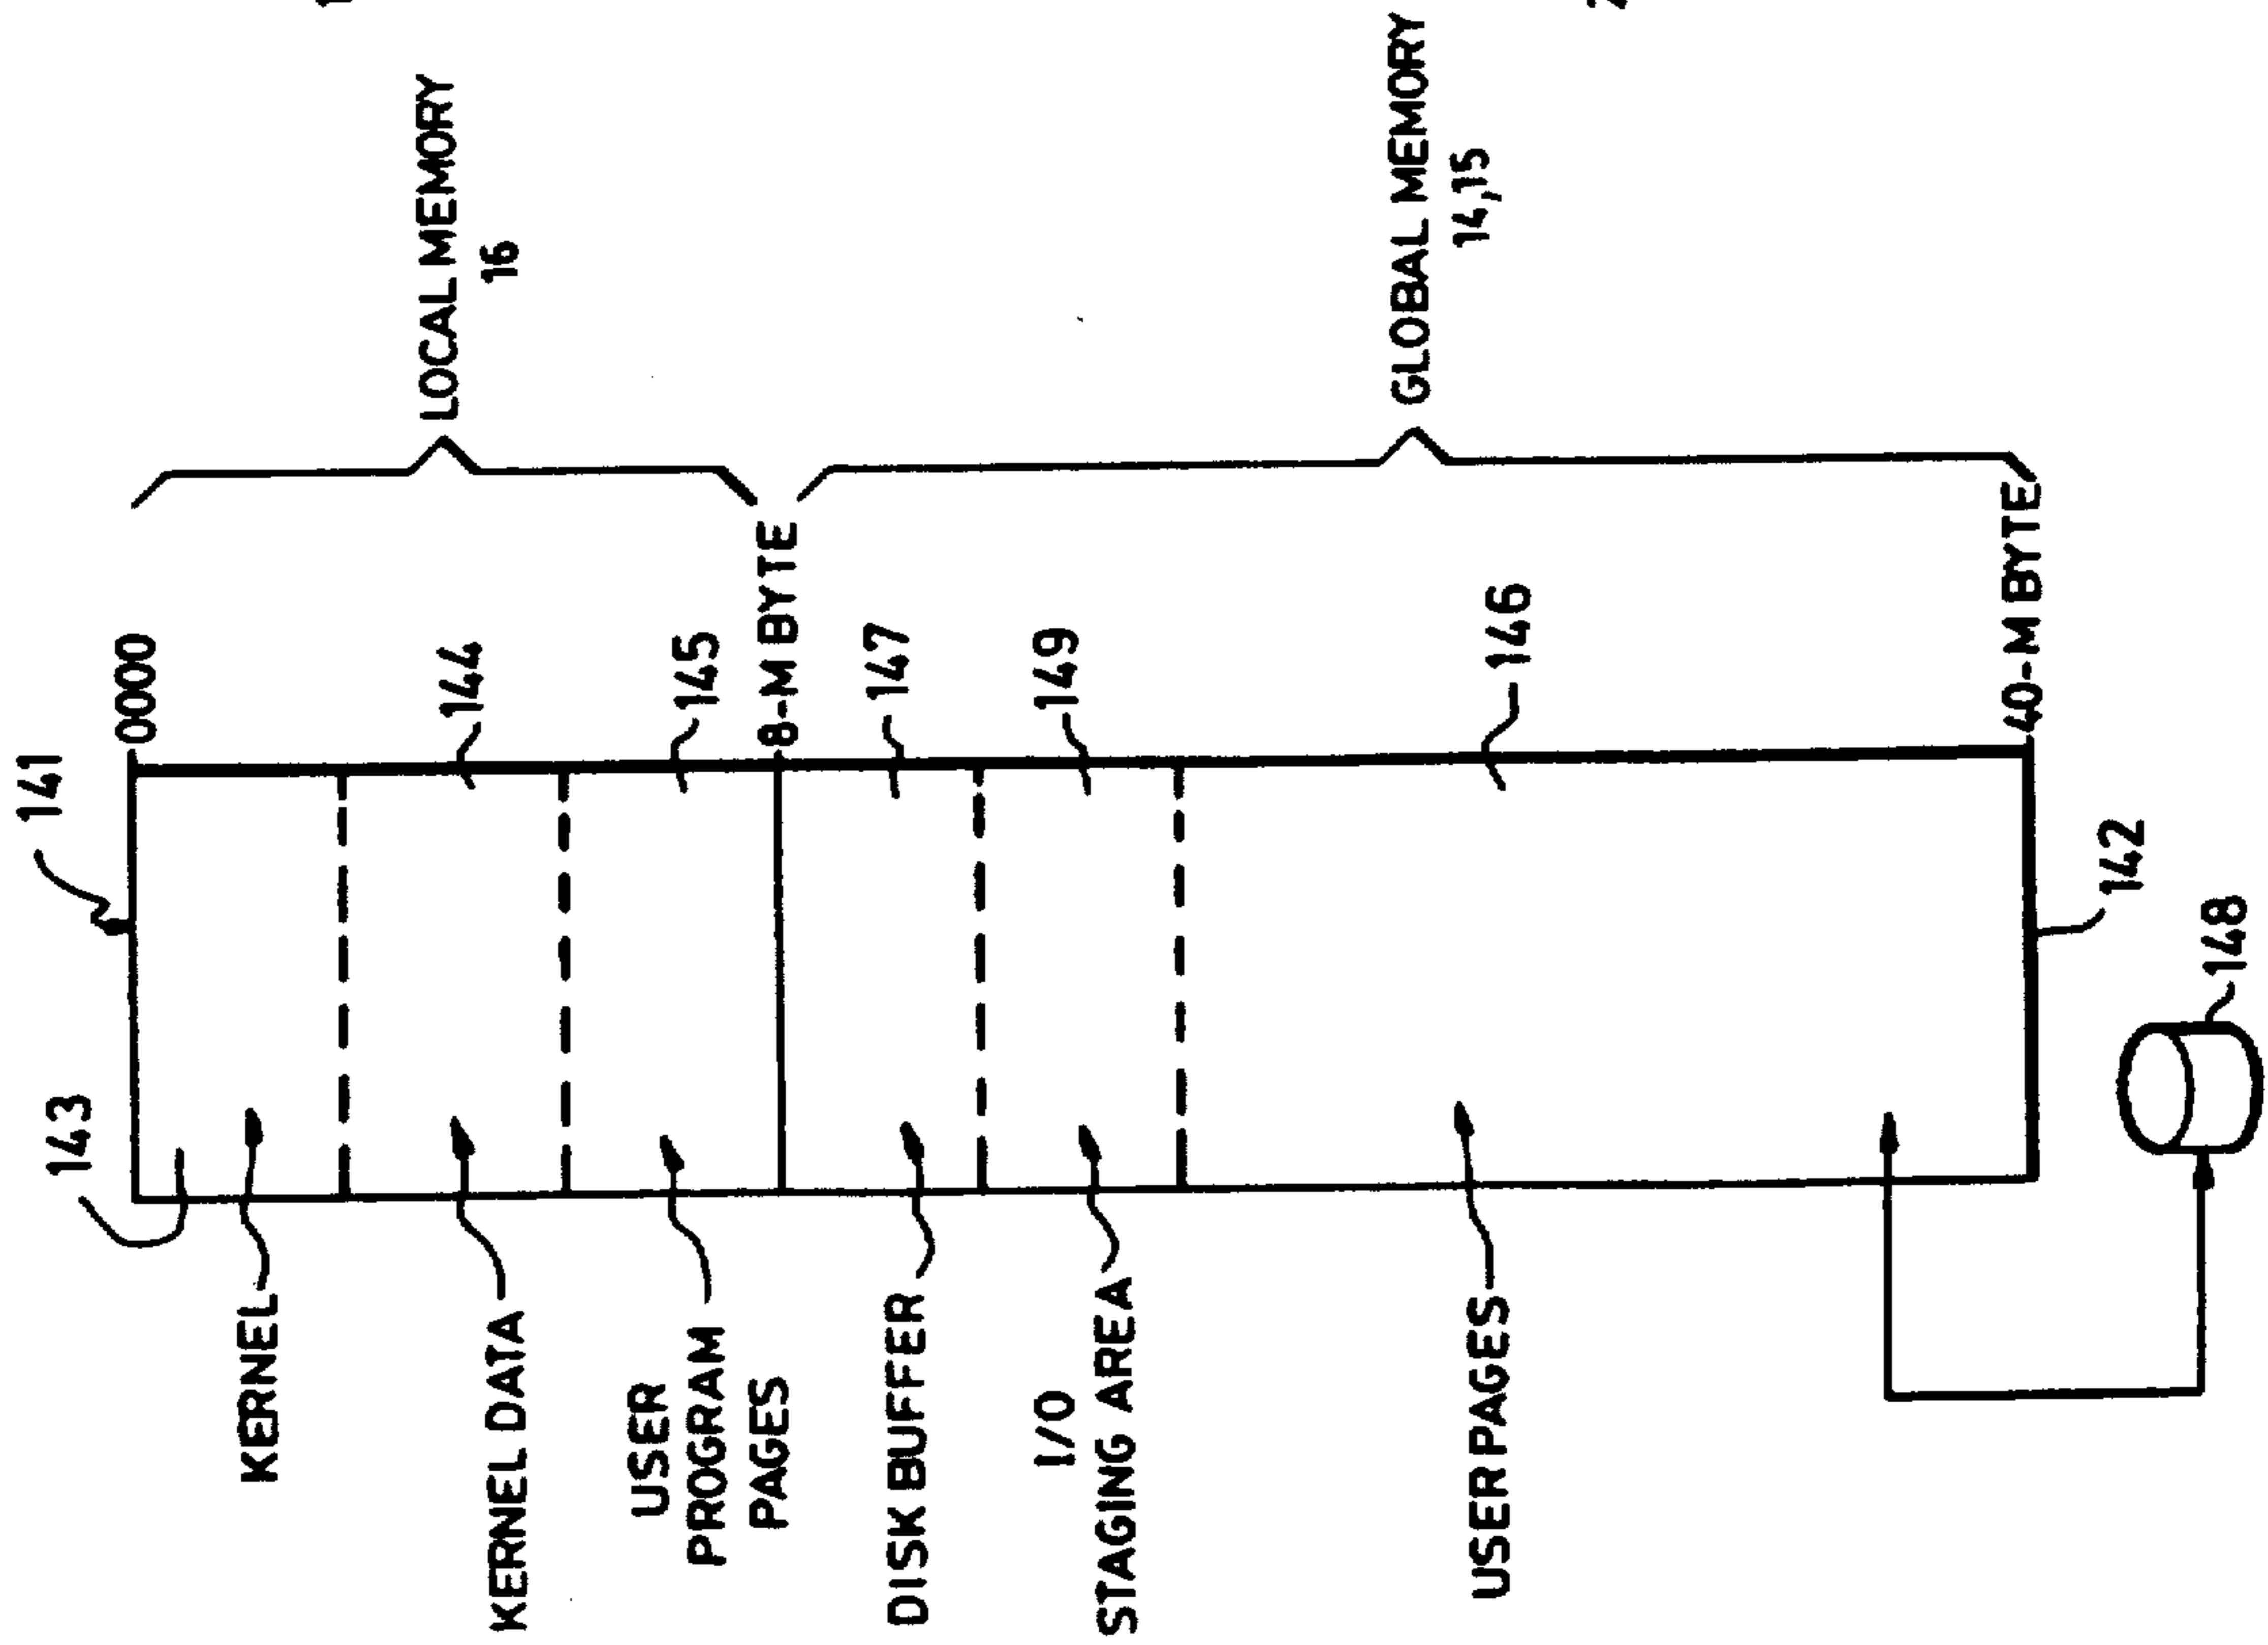 141
0000
143
KERNEL
144
KERNEL DATA
145
USER
PROGRAM
PAGES
LOCAL MEMORY
16
8-M BYTE
147
DISK BUFFER
149
I/O
STAGING AREA
146
USER PAGES
GLOBAL MEMORY
14,15
40-M BYTE
142
148